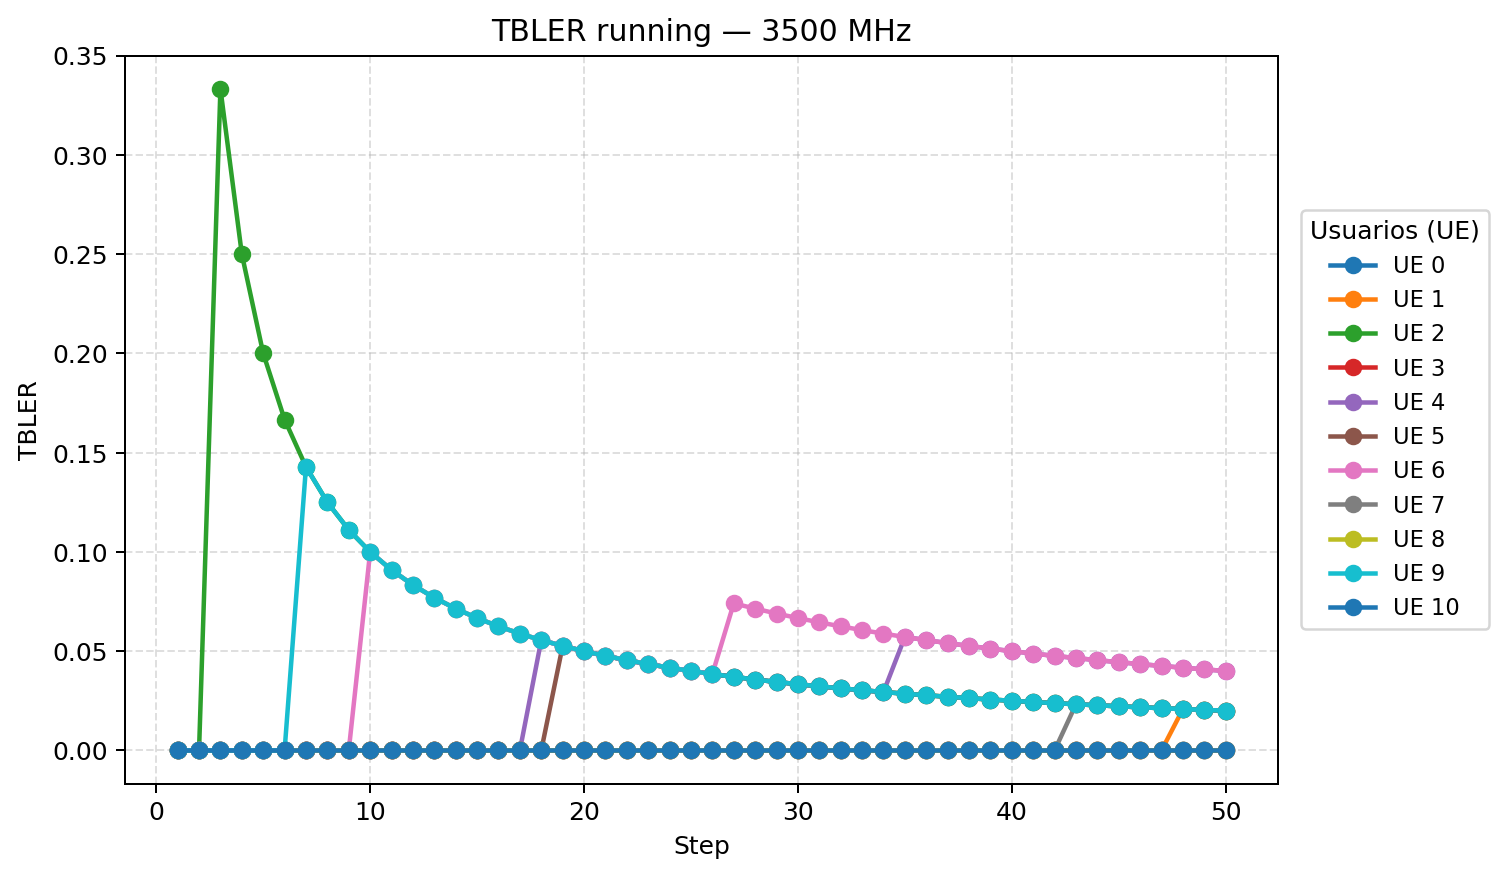 TBLER running — 3500 MHz
0.35
0.30
0.25
0.20
0.15
0.10
0.05
0.00
TBLER
0
10
20
30
40
50
Step
Usuarios (UE)
UE 0
UE 1
UE 2
UE 3
UE 4
UE 5
UE 6
UE 7
UE 8
UE 9
UE 10